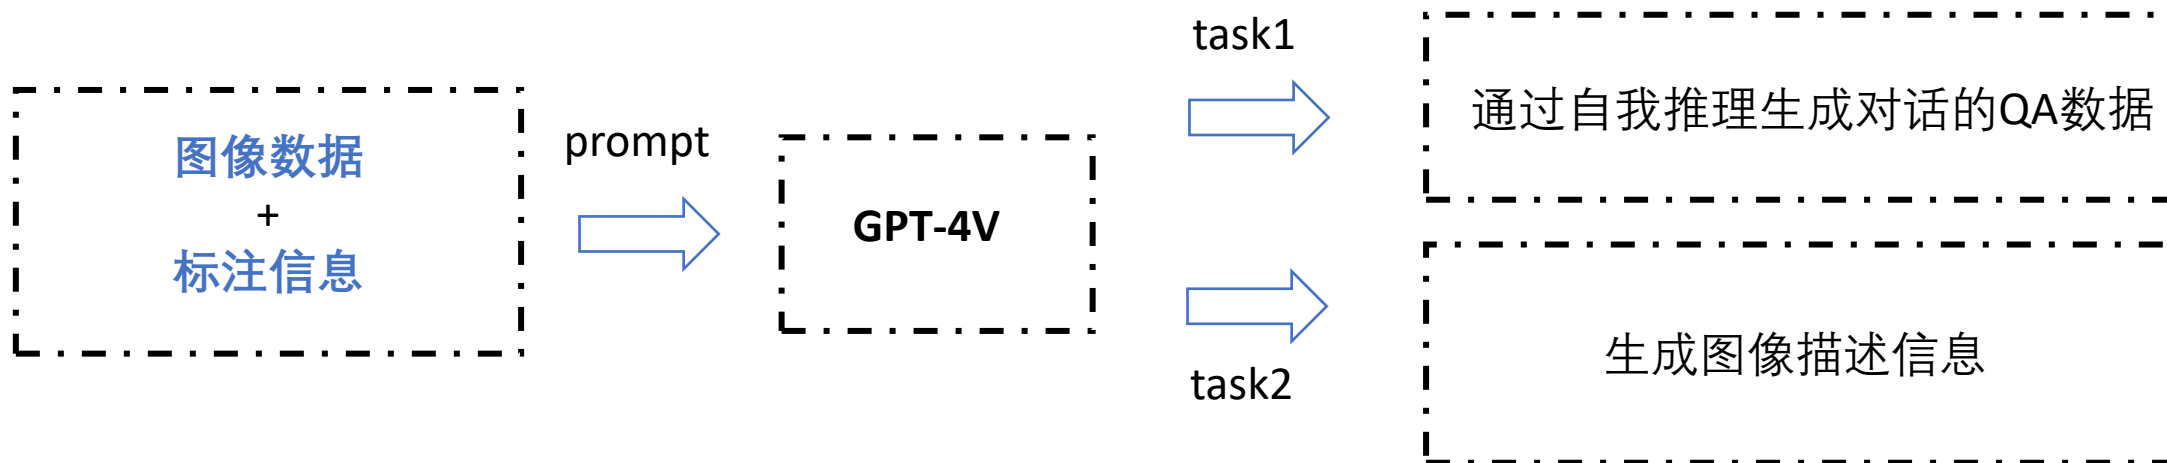 图像数据
+
标注信息
prompt
GPT-4V
task1
通过自我推理生成对话的QA数据
task2
生成图像描述信息